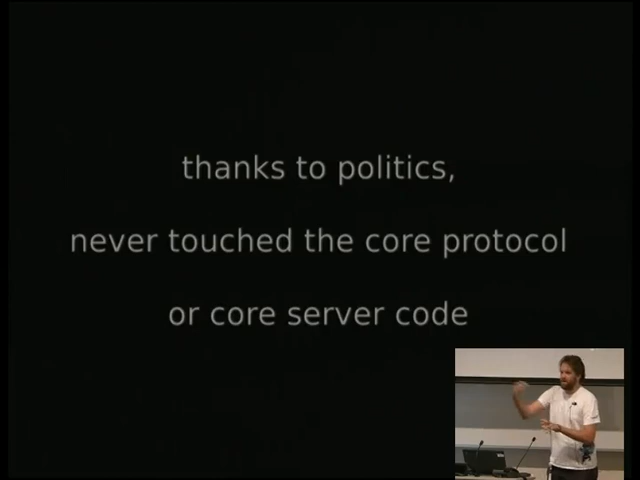 thanks to politics,
never touched the core protocol
or core server code